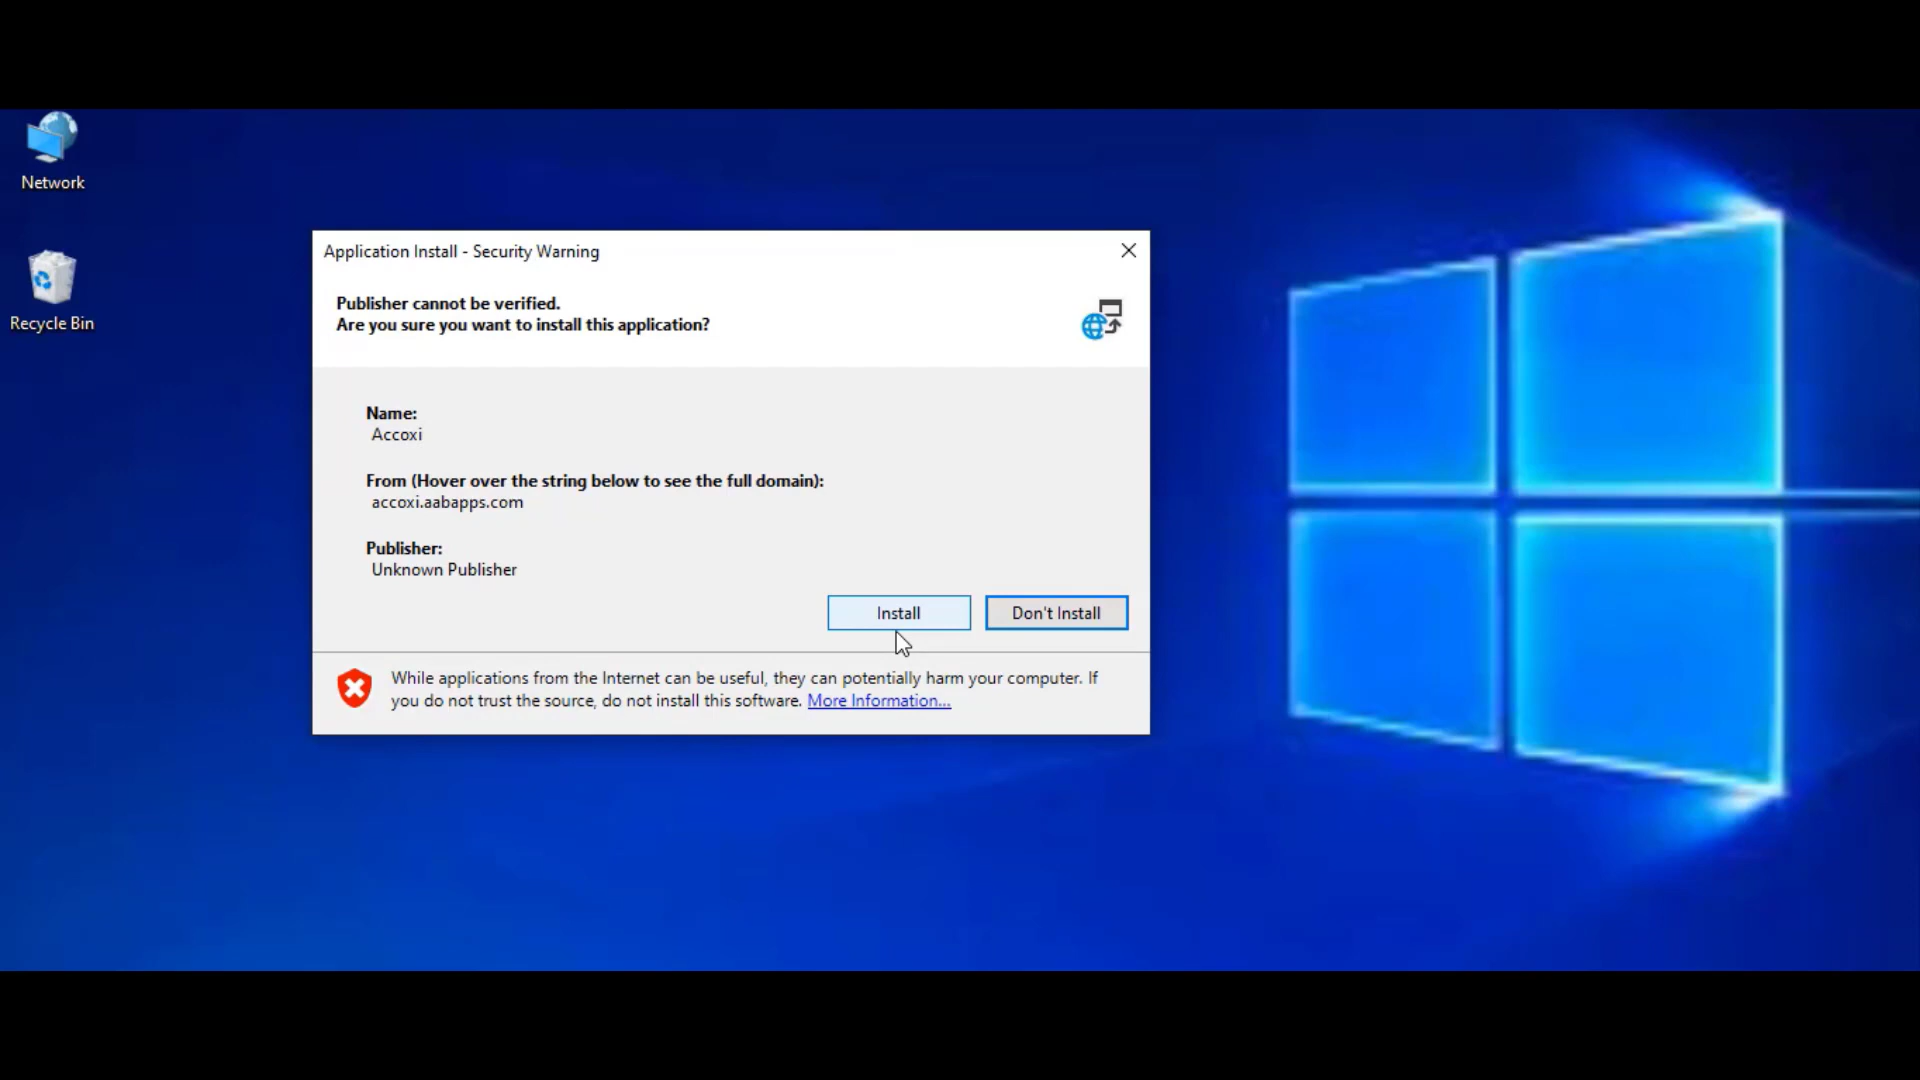 Network
Recycle Bin
Application Install - Security Warning
Publisher cannot be verified.
Are you sure you want to install this application?
Name:
Accoxi
From (Hover over the string below to see the full domain):
accoxi.aabapps.com
Publisher:
Unknown Publisher
Install
Don't Install
While applications from the Internet can be useful, they can potentially harm your computer. If
you do not trust the source, do not install this software. More Information...